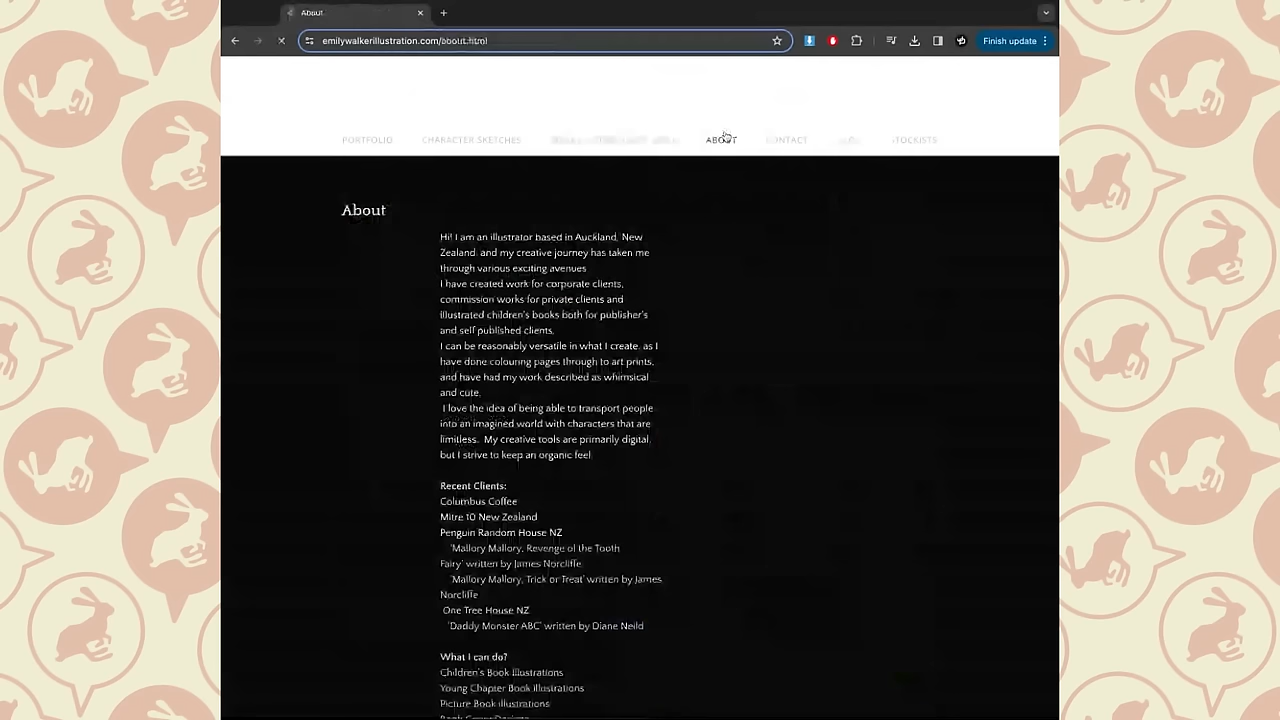 About
emilywalkerillustration.com/about.html
Finish update
PORTFOLIO
CHARACTER SKETCHES
ABOUT
CONTACT
STOCKISTS
About
Hi! I am an illustrator based in Auckland, New
Zealand, and my creative journey has taken me
through various exciting avenues
I have created work for corporate clients,
commission works for private clients and
illustrated children's books both for publisher's
and self published clients.
I can be reasonably versatile in what I create, as I
have done colouring pages through to art prints,
and have had my work described as whimsical
and cute.
I love the idea of being able to transport people
into an imagined world with characters that are
limitless. My creative tools are primarily digital,
but I strive to keep an organic feel
Recent Clients:
Columbus Coffee
Mitre 10 New Zealand
Penguin Random House NZ
'Mallory Mallory, Revenge of the Tooth
Fairy' written by James Norcliffe
'Mallory Mallory, Trick or Treat' written by James
Norcliffe
One Tree House NZ
'Daddy Monster ABC' written by Diane Neild
What I can do?
Children's Book Illustrations
Young Chapter Book Illustrations
Picture Book illustrations